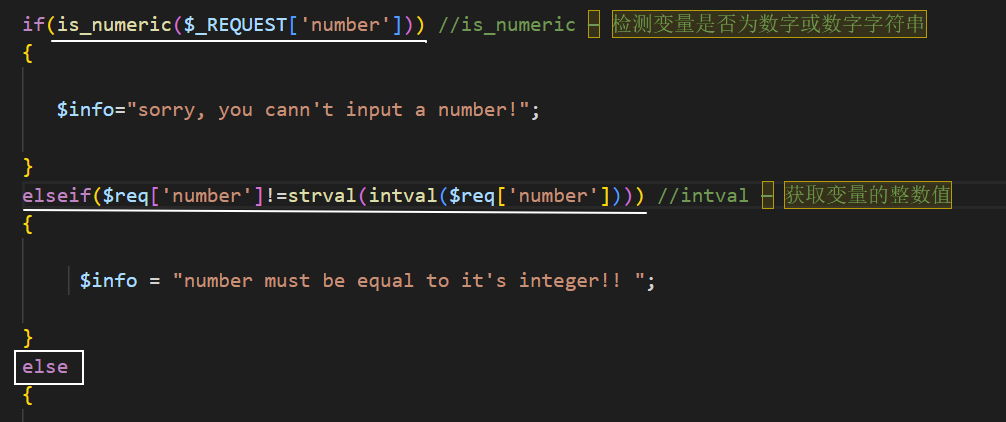 if(is_numeric($_REQUEST['number'])) //is_numeric — 检测变量是否为数字或数字字符串
{
$info="sorry, you cann't input a number!";
}
elseif($req['number']!=strval(intval($req['number']))) //intval — 获取变量的整数值
{
$info = "number must be equal to it's integer!! ";
}
else
{